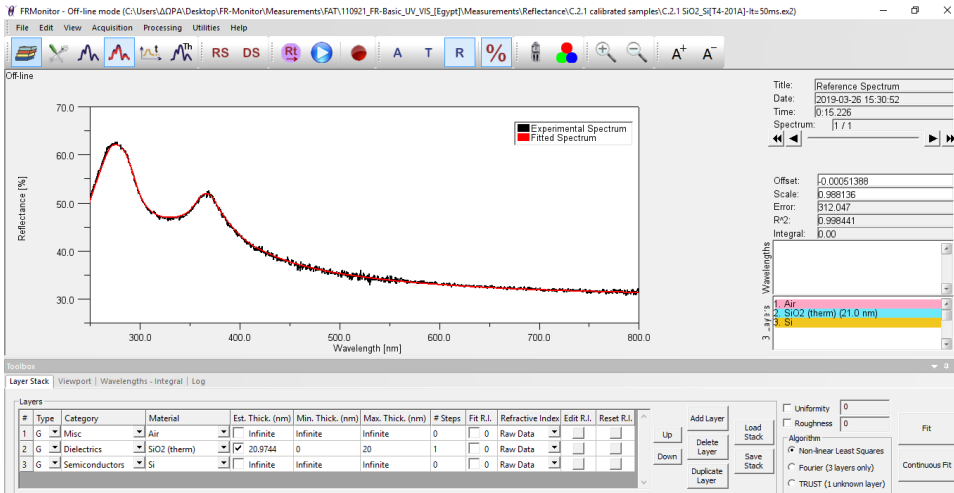 FRMonitor - Off-line mode (C:\Users\ΔΩΡΑ\Desktop\FR-Monitor\Measurements\FAT\110921_FR-Basic_UV_VIS_[Egypt]\Measurements\Reflectance\C.2.1 calibrated samples\C.2.1 SiO2_Si[T4-201A]-It=50ms.ex2)
File Edit View Acquisition Processing Utilities Help
Th RS DS Rt A T R % A+ A-
Off-line
Title: Reference Spectrum
Date: 2019-03-26 15:30:52
Time: 0:15.226
Spectrum: 1 / 1
Experimental Spectrum
Fitted Spectrum
70.0
60.0
50.0
40.0
30.0
Reflectance [%]
300.0 400.0 500.0 600.0 700.0 800.0
Wavelength [nm]
Offset: -0.00051388
Scale: 0.988136
Error: 312.047
R^2: 0.998441
Integral: 0.00
Wavelengths
3 _aye's
1. Air
2. SiO2 (therm) (21.0 nm)
3. Si
Toolbox
Layer Stack Viewport Wavelengths - Integral Log
Layers
# Type Category Material Est. Thick. (nm) Min. Thick. (nm) Max. Thick. (nm) # Steps Fit R.I. Refractive Index Edit R.I. Reset R.I.
1 G Misc Air Infinite Infinite Infinite 0 0 Raw Data
2 G Dielectrics SiO2 (therm) 20.9744 0 20 1 0 Raw Data
3 G Semiconductors Si Infinite Infinite Infinite 0 0 Raw Data
Up
Down
Add Layer
Delete Layer
Duplicate Layer
Load Stack
Save Stack
Uniformity 0
Roughness 0
Algorithm
Non-linear Least Squares
Fourier (3 layers only)
TRUST (1 unknown layer)
Fit
Continuous Fit